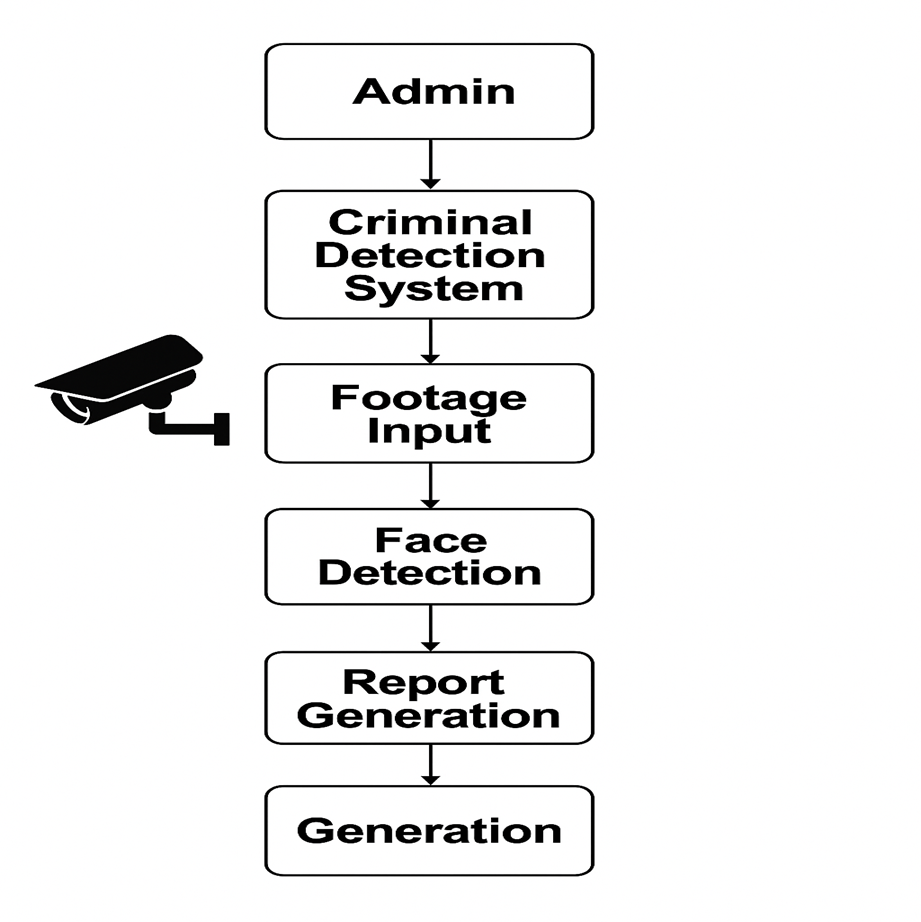 Admin
Criminal
Detection
System
Footage
Input
Face
Detection
Report
Generation
Generation